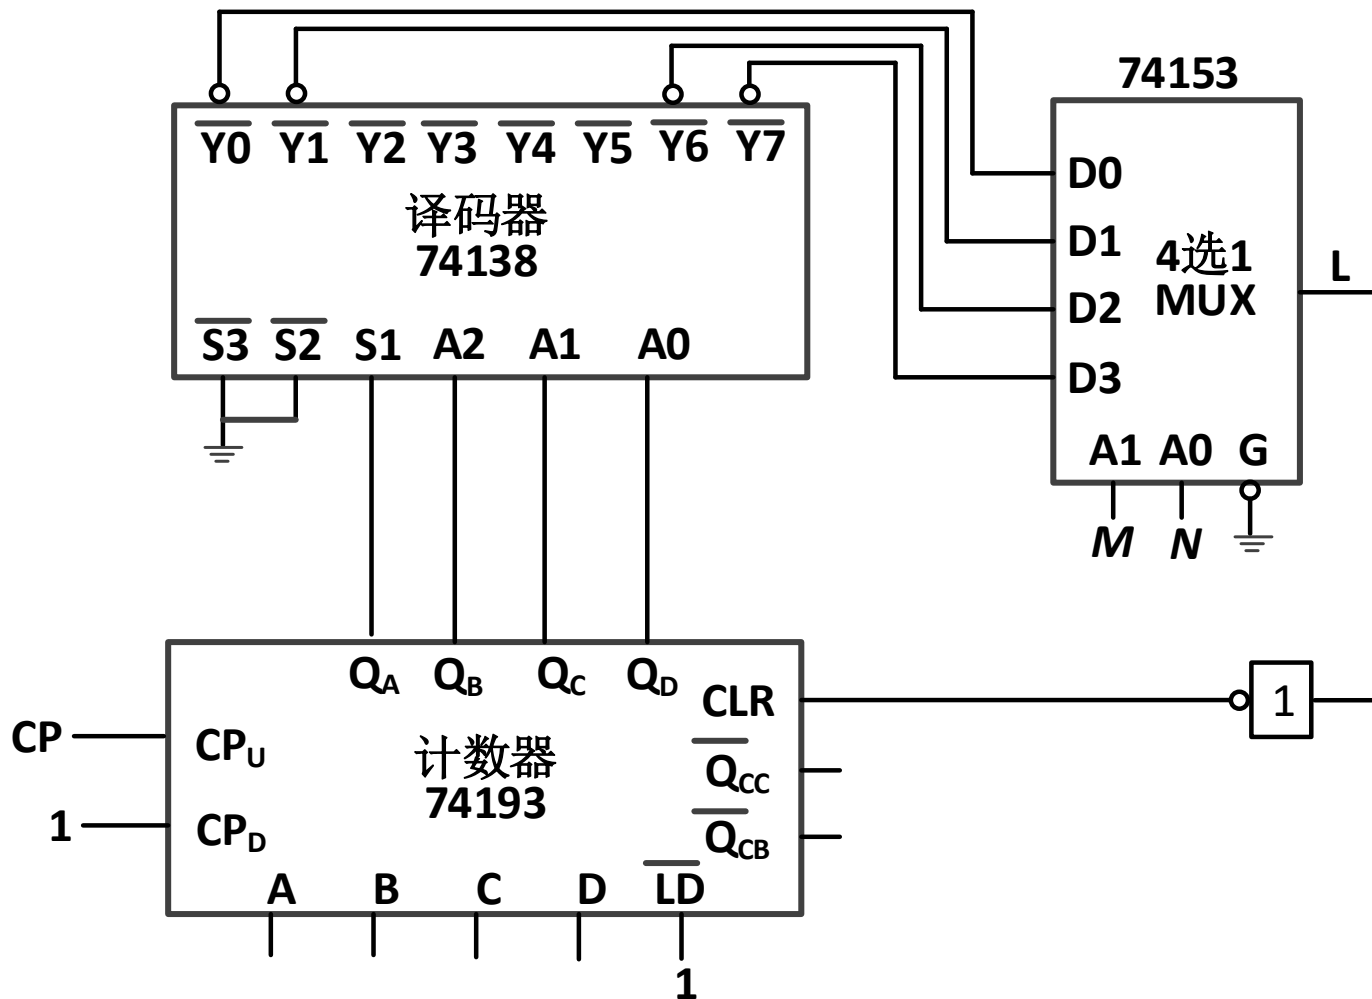 74153
Y0 Y1 Y2 Y3 Y4 Y5 Y6 Y7
译码器
74138
S3 S2 S1 A2 A1 A0
D0
D1
D2
D3
4选1
MUX
L
A1 A0 G
M N
QA QB QC QD
CLR
1
CP
CPU
计数器
74193
QCC
1
CPD
QCB
A B C D LD
1